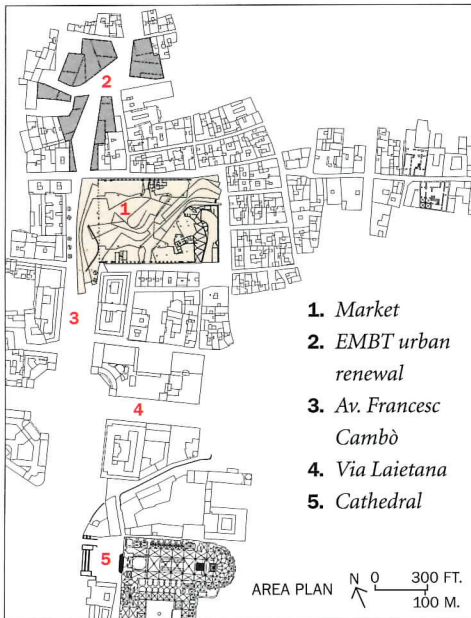 2
1
3
4
5
1. Market
2. EMBT urban
renewal
3. Av. Francesc
Cambò
4. Via Laietana
5. Cathedral
AREA PLAN N 0 300 FT.
100 M.